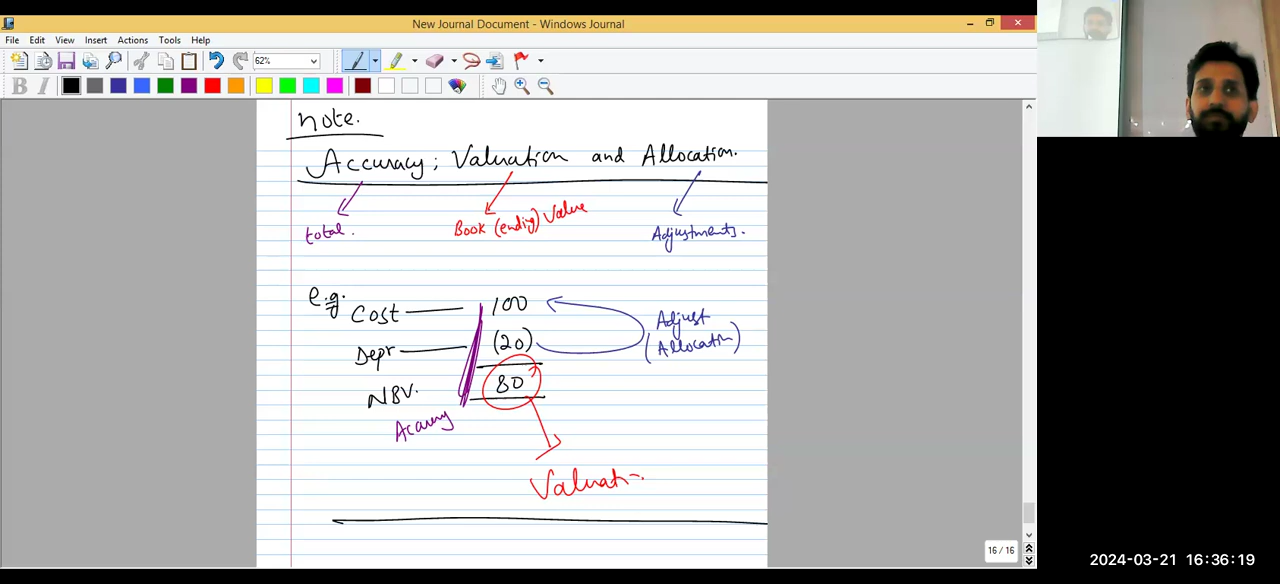 New Journal Document - Windows Journal
File Edit View Insert Actions Tools Help
62%
B I
note.
Accuracy; Valuation and Allocation.
total. Book (ending) Value Adjustments.
e.g. Cost 100
Depr (20)
Adjust
(Allocation)
NBV. 80
Accuracy
Valuati
16 / 16
2024-03-21 16:36:19